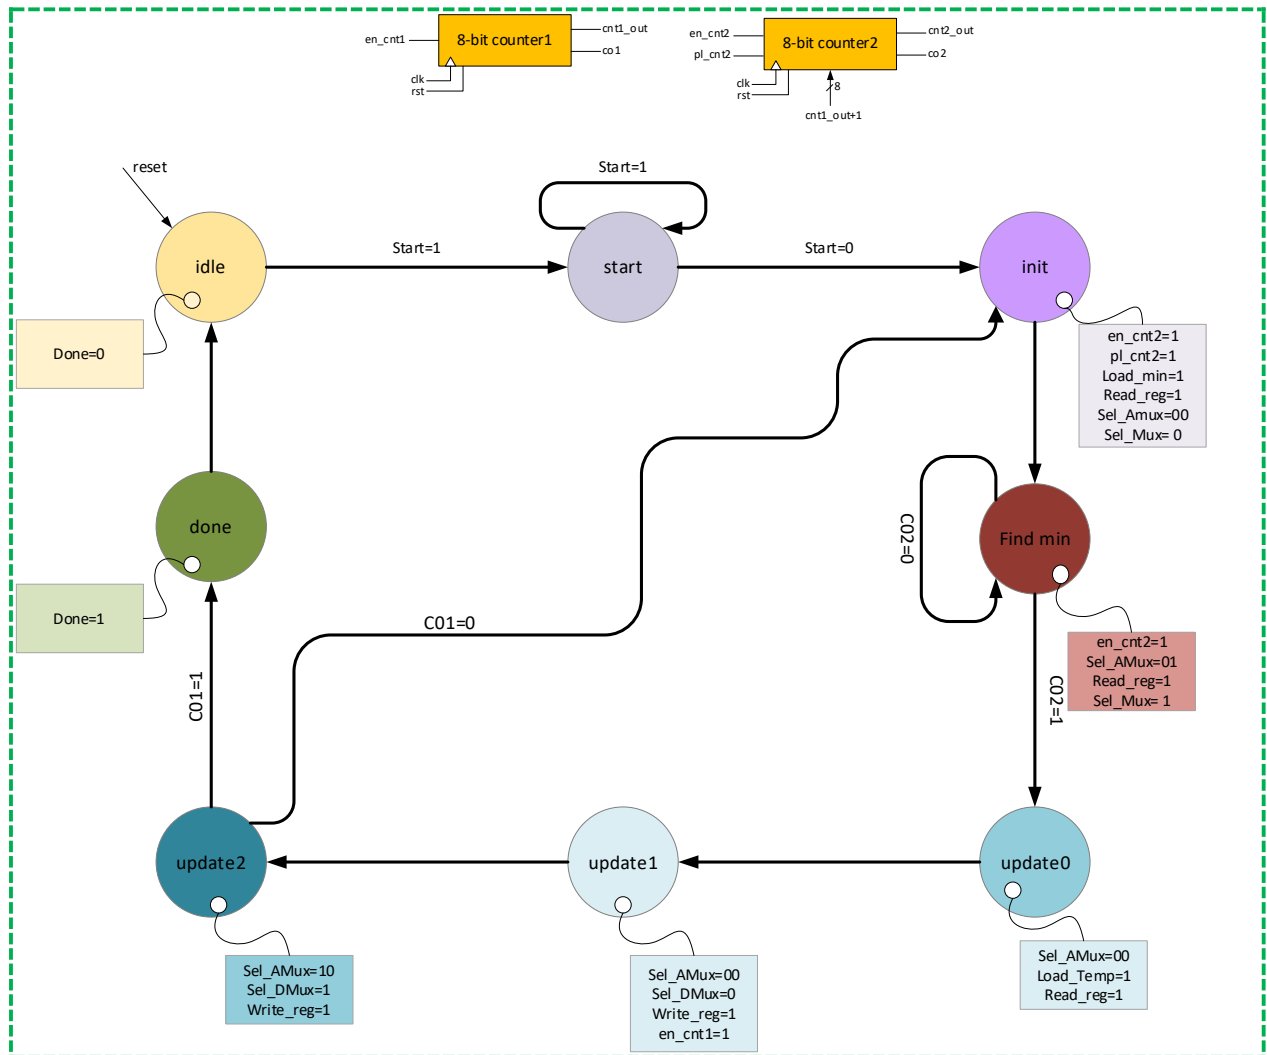 8-bit counter1
en_cnt1
cnt1_out
co1
clk
rst
8-bit counter2
en_cnt2
pl_cnt2
cnt2_out
co2
clk
rst
8
cnt1_out+1
reset
Start=1
idle
Start=1
start
Start=0
init
Done=0
en_cnt2=1
pl_cnt2=1
Load_min=1
Read_reg=1
Sel_Amux=00
Sel_Mux= 0
done
C02=0
Find min
Done=1
C01=0
en_cnt2=1
Sel_AMux=01
Read_reg=1
Sel_Mux= 1
C01=1
C02=1
update2
update1
update0
Sel_AMux=10
Sel_DMux=1
Write_reg=1
Sel_AMux=00
Sel_DMux=0
Write_reg=1
en_cnt1=1
Sel_AMux=00
Load_Temp=1
Read_reg=1